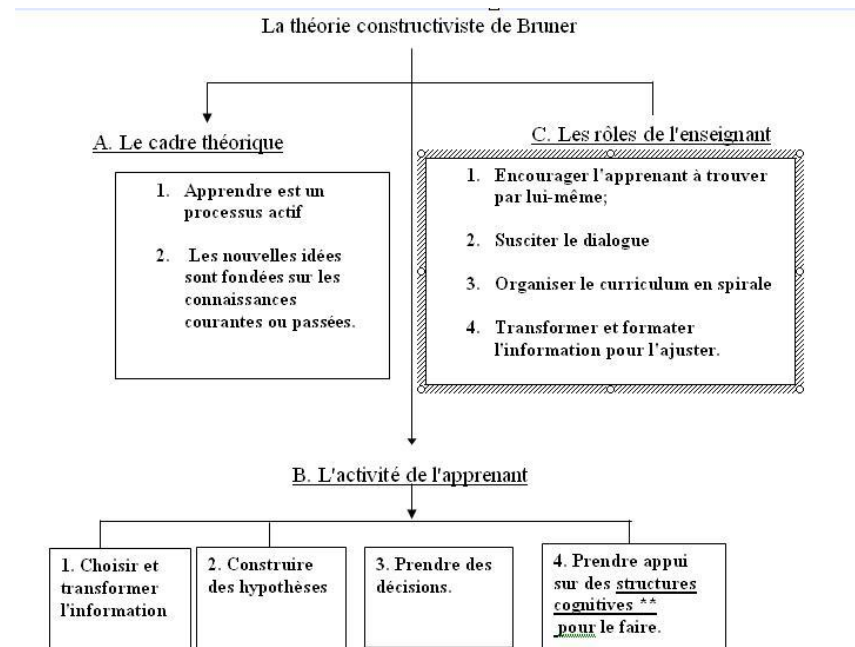 La théorie constructiviste de Bruner
A. Le cadre théorique
1. Apprendre est un
processus actif
2. Les nouvelles idées
sont fondées sur les
connaissances
courantes ou passées.
C. Les rôles de l'enseignant
1. Encourager l'apprenant à trouver
par lui-même;
2. Susciter le dialogue
3. Organiser le curriculum en spirale
4. Transformer et formater
l'information pour l'ajuster.
B. L'activité de l'apprenant
1. Choisir et
transformer
l'information
2. Construire
des hypothèses
3. Prendre des
décisions.
4. Prendre appui
sur des structures
cognitives **
pour le faire.